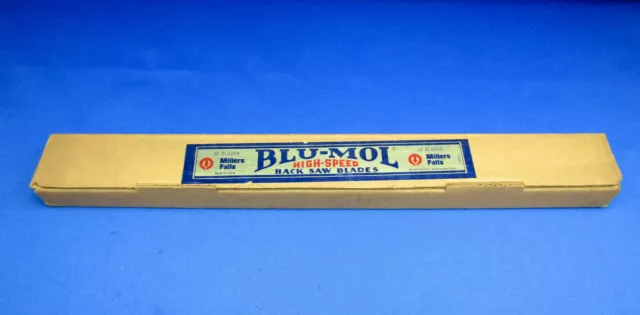 BLU-MOL®
HIGH-SPEED
HACK SAW BLADES
Millers
Falls
Millers
Falls